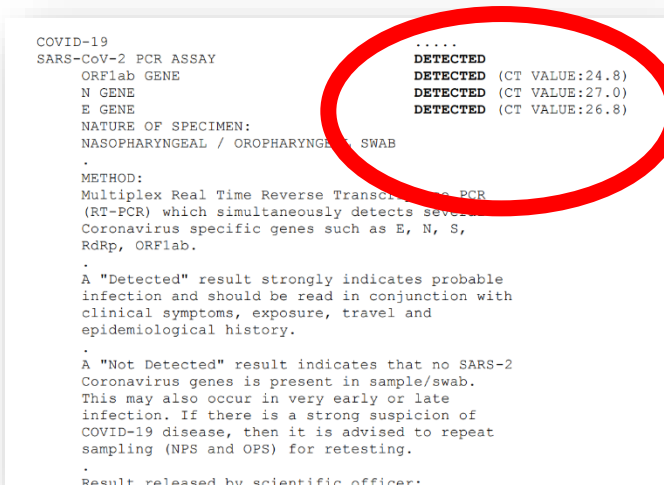 COVID-19 .....
SARS-CoV-2 PCR ASSAY DETECTED
ORF1ab GENE DETECTED (CT VALUE:24.8)
N GENE DETECTED (CT VALUE:27.0)
E GENE DETECTED (CT VALUE:26.8)
NATURE OF SPECIMEN:
NASOPHARYNGEAL / OROPHARYNGEAL SWAB
.
METHOD:
Multiplex Real Time Reverse PCR
(RT-PCR) which simultaneously detects
Coronavirus specific genes such as E, N, S,
RdRp, ORF1ab.
.
A "Detected" result strongly indicates probable
infection and should be read in conjunction with
clinical symptoms, exposure, travel and
epidemiological history.
.
A "Not Detected" result indicates that no SARS-2
Coronavirus genes is present in sample/swab.
This may also occur in very early or late
infection. If there is a strong suspicion of
COVID-19 disease, then it is advised to repeat
sampling (NPS and OPS) for retesting.
.
Result released by scientific officer: